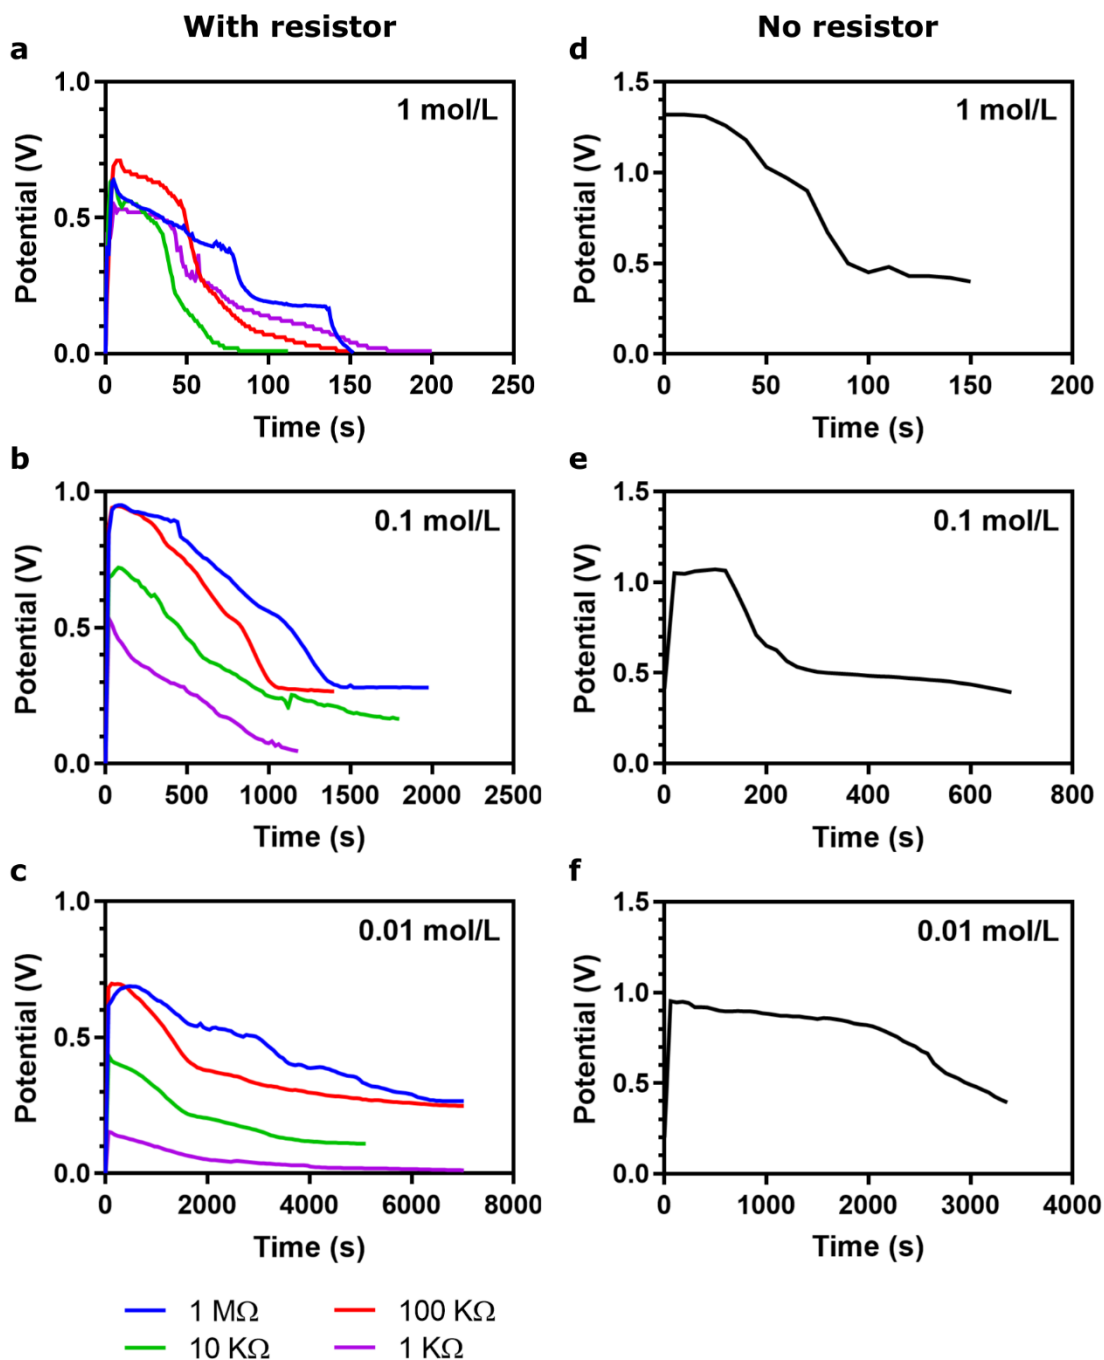 With resistor
No resistor
a
1 mol/L
1.0
0.5
0.0
Potential (V)
0 50 100 150 200 250
Time (s)
d
1 mol/L
1.5
1.0
0.5
0.0
Potential (V)
0 50 100 150 200
Time (s)
b
0.1 mol/L
1.0
0.5
0.0
Potential (V)
0 500 1000 1500 2000 2500
Time (s)
e
0.1 mol/L
1.5
1.0
0.5
0.0
Potential (V)
0 200 400 600 800
Time (s)
c
0.01 mol/L
1.0
0.5
0.0
Potential (V)
0 2000 4000 6000 8000
Time (s)
f
0.01 mol/L
1.5
1.0
0.5
0.0
Potential (V)
0 1000 2000 3000 4000
Time (s)
1 MΩ 100 KΩ
10 KΩ 1 KΩ